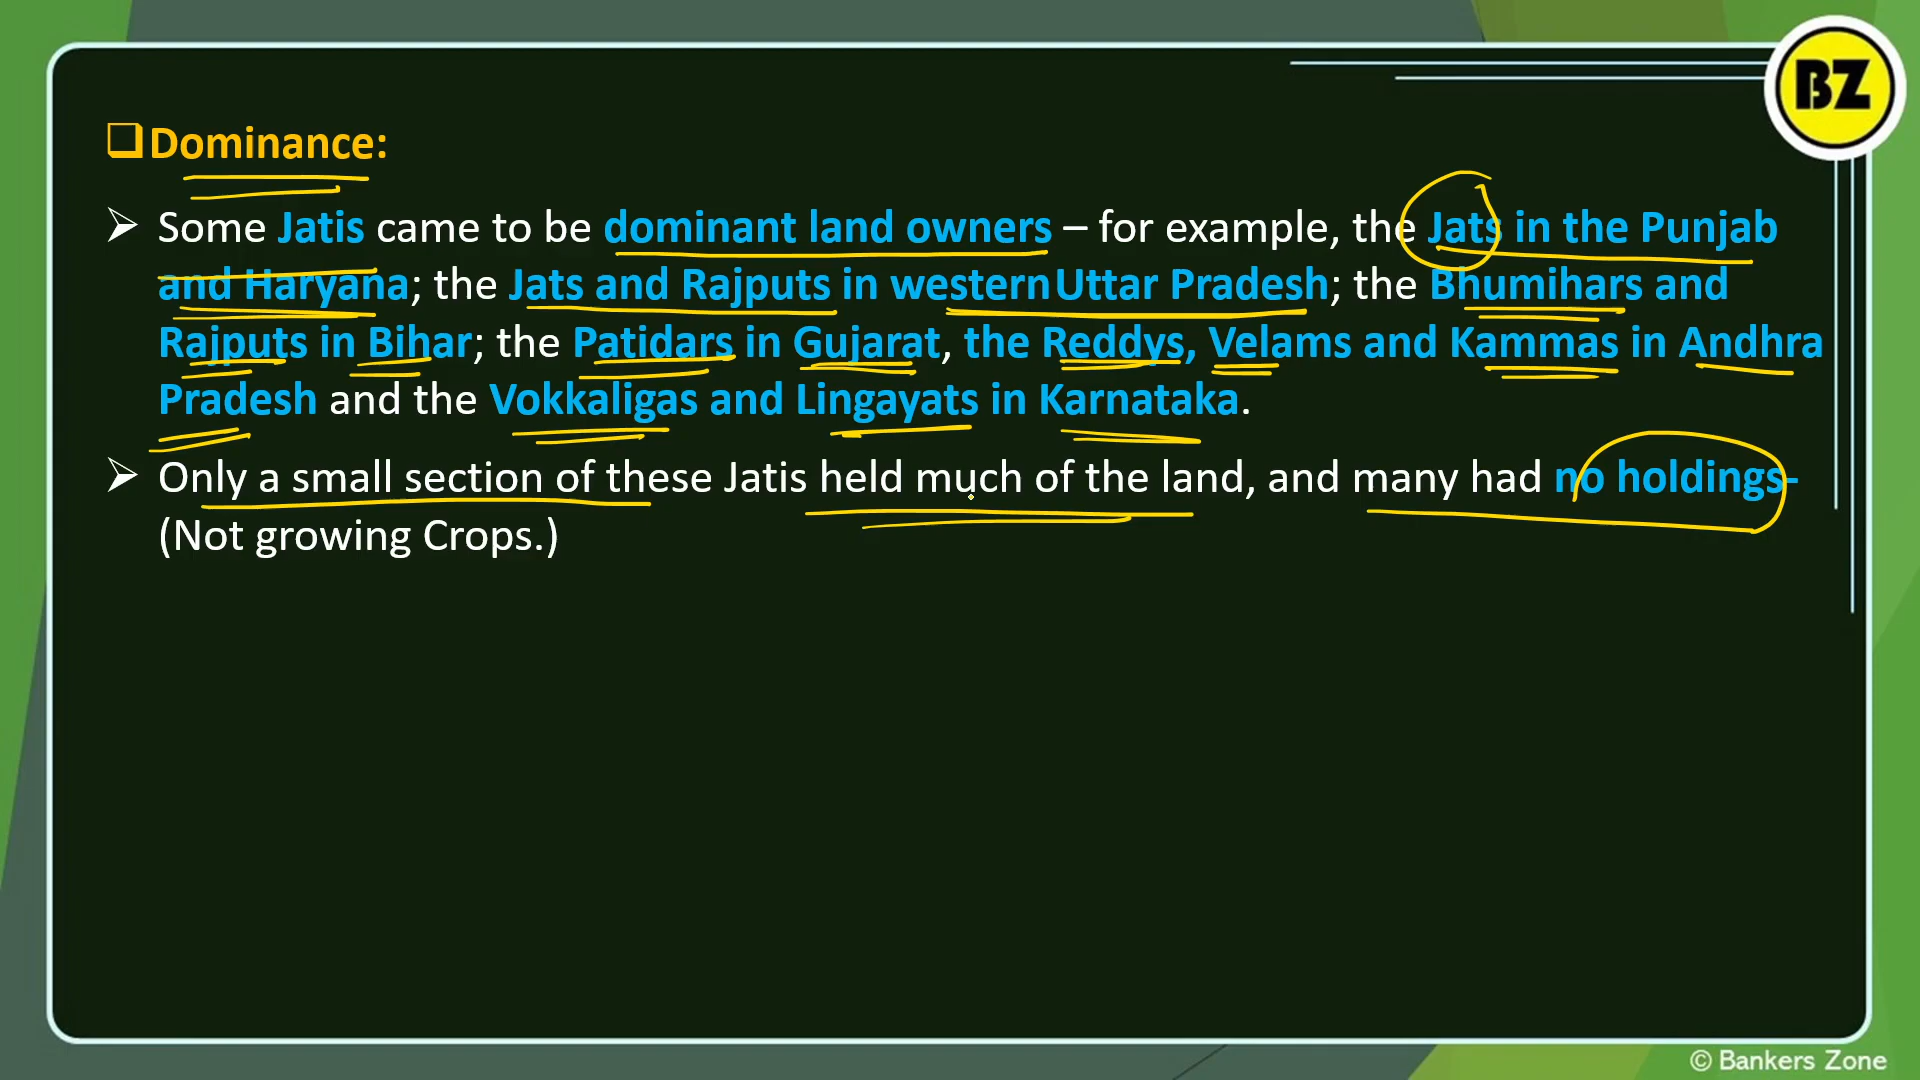 BZ
Dominance:
Some Jatis came to be dominant land owners – for example, the Jats in the Punjab
and Haryana; the Jats and Rajputs in western Uttar Pradesh; the Bhumihars and
Rajputs in Bihar; the Patidars in Gujarat, the Reddys, Velams and Kammas in Andhra
Pradesh and the Vokkaligas and Lingayats in Karnataka.
Only a small section of these Jatis held much of the land, and many had no holdings-
(Not growing Crops.)
© Bankers Zone